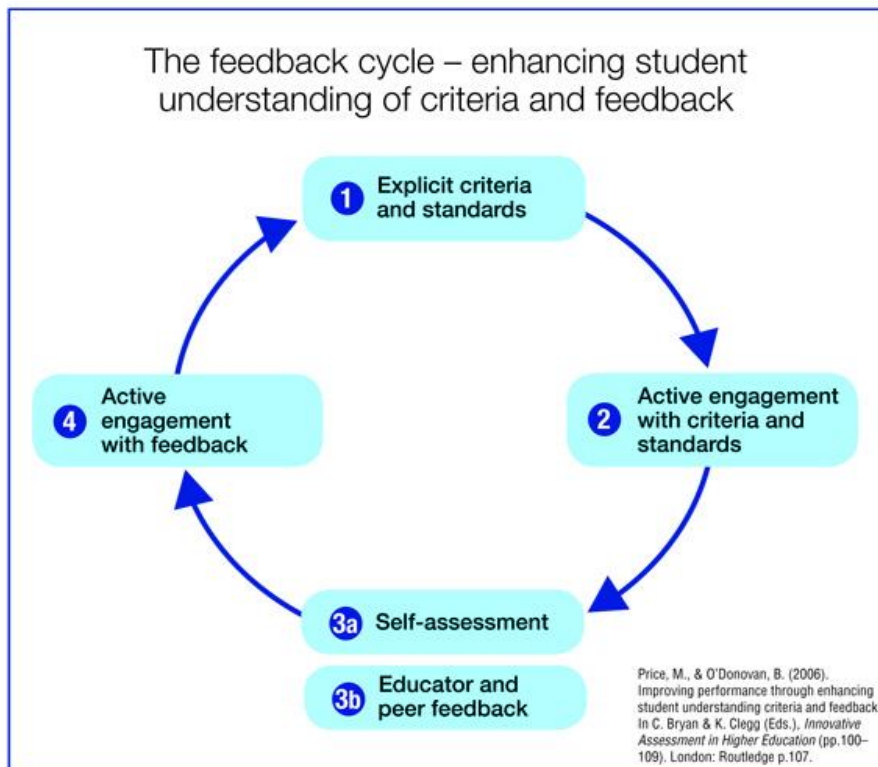 The feedback cycle – enhancing student
understanding of criteria and feedback
1 Explicit criteria
and standards
2 Active engagement
with criteria and
standards
3a Self-assessment
3b Educator and
peer feedback
4 Active
engagement
with feedback
Price, M., & O'Donovan, B. (2006).
Improving performance through enhancing
student understanding criteria and feedback
In C. Bryan & K. Clegg (Eds.), Innovative
Assessment in Higher Education (pp.100–
109). London: Routledge p.107.